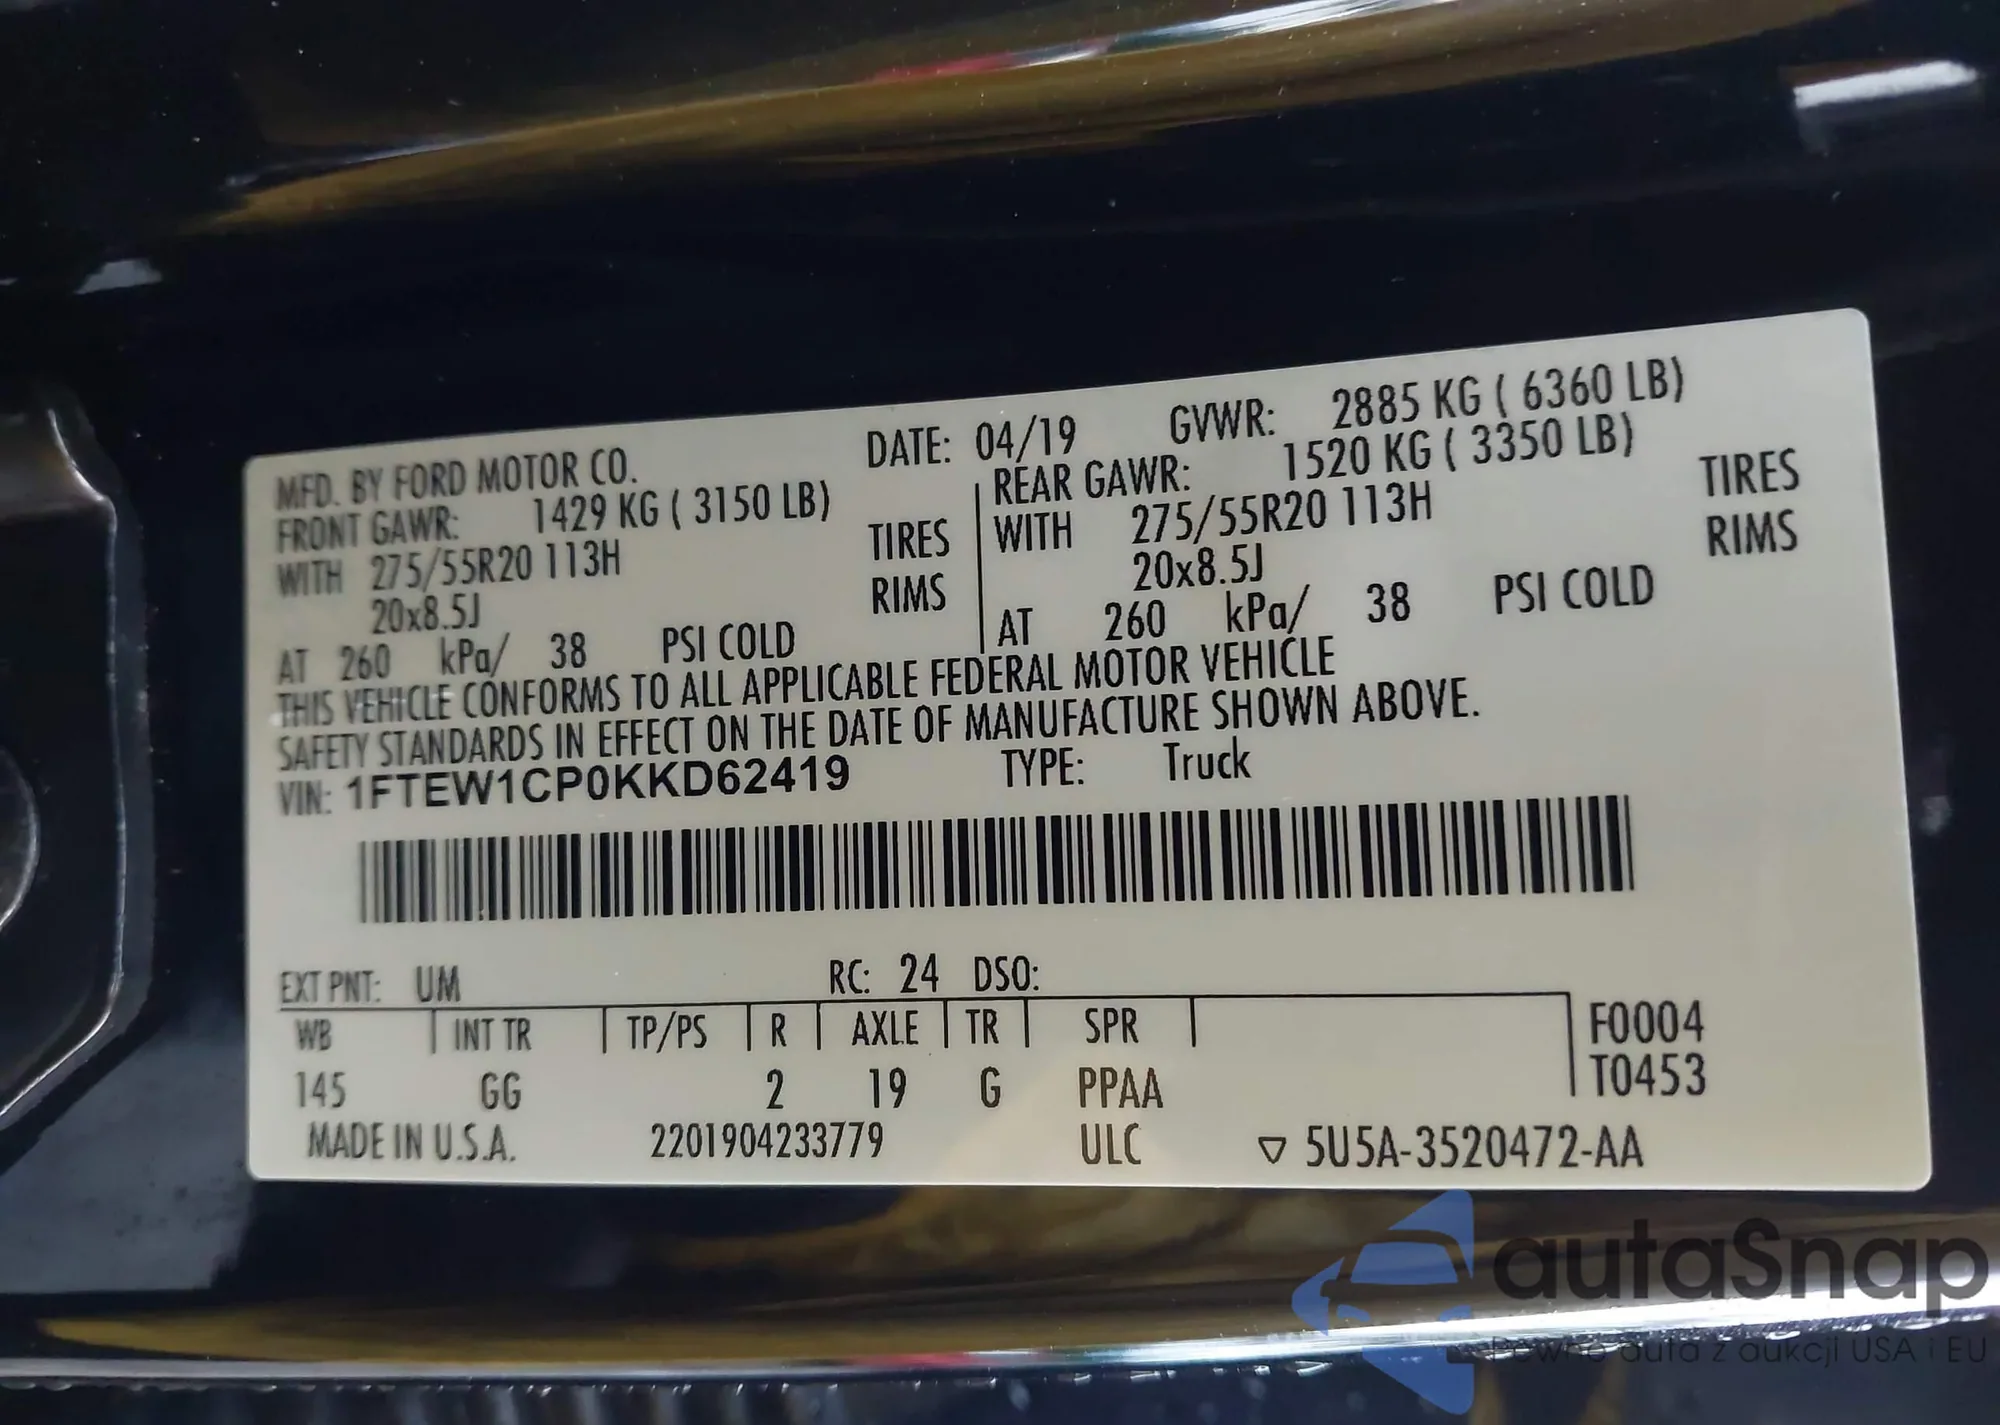 MFD. BY FORD MOTOR CO. DATE: 04/19 GVWR: 2885 KG ( 6360 LB)
FRONT GAWR: 1429 KG ( 3150 LB) REAR GAWR: 1520 KG ( 3350 LB)
WITH 275/55R20 113H TIRES WITH 275/55R20 113H TIRES
20x8.5J RIMS 20x8.5J RIMS
AT 260 kPa/ 38 PSI COLD AT 260 kPa/ 38 PSI COLD
THIS VEHICLE CONFORMS TO ALL APPLICABLE FEDERAL MOTOR VEHICLE
SAFETY STANDARDS IN EFFECT ON THE DATE OF MANUFACTURE SHOWN ABOVE.
VIN: 1FTEW1CP0KKD62419 TYPE: Truck
EXT PNT: UM RC: 24 DSO:
WB INT TR TP/PS R AXLE TR SPR F0004
145 GG 2 19 G PPAA T0453
MADE IN U.S.A. 2201904233779 ULC ▽ 5U5A-3520472-AA
autaSnap
Pewne auta z aukcji USA i EU